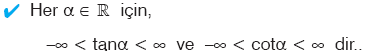 ✔ Her α ∈ ℝ için,
–∞ < tanα < ∞ ve –∞ < cotα < ∞ dir..